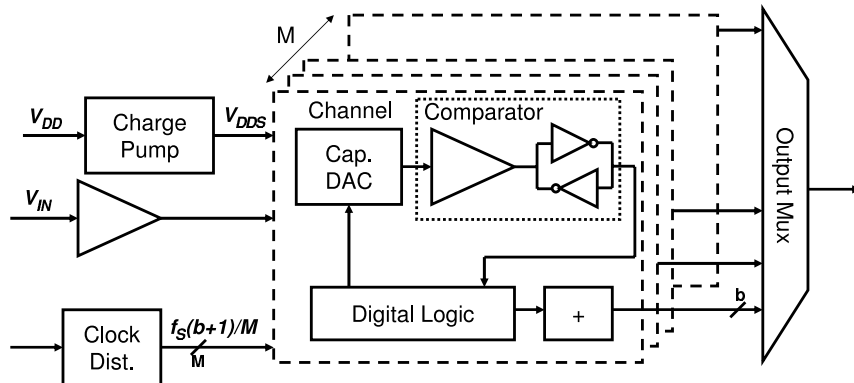 M
Channel
Comparator
V_DD
Charge
Pump
V_DDS
Cap.
DAC
V_IN
Output Mux
Digital Logic
+
b
Clock
Dist.
f_S(b+1)/M
M